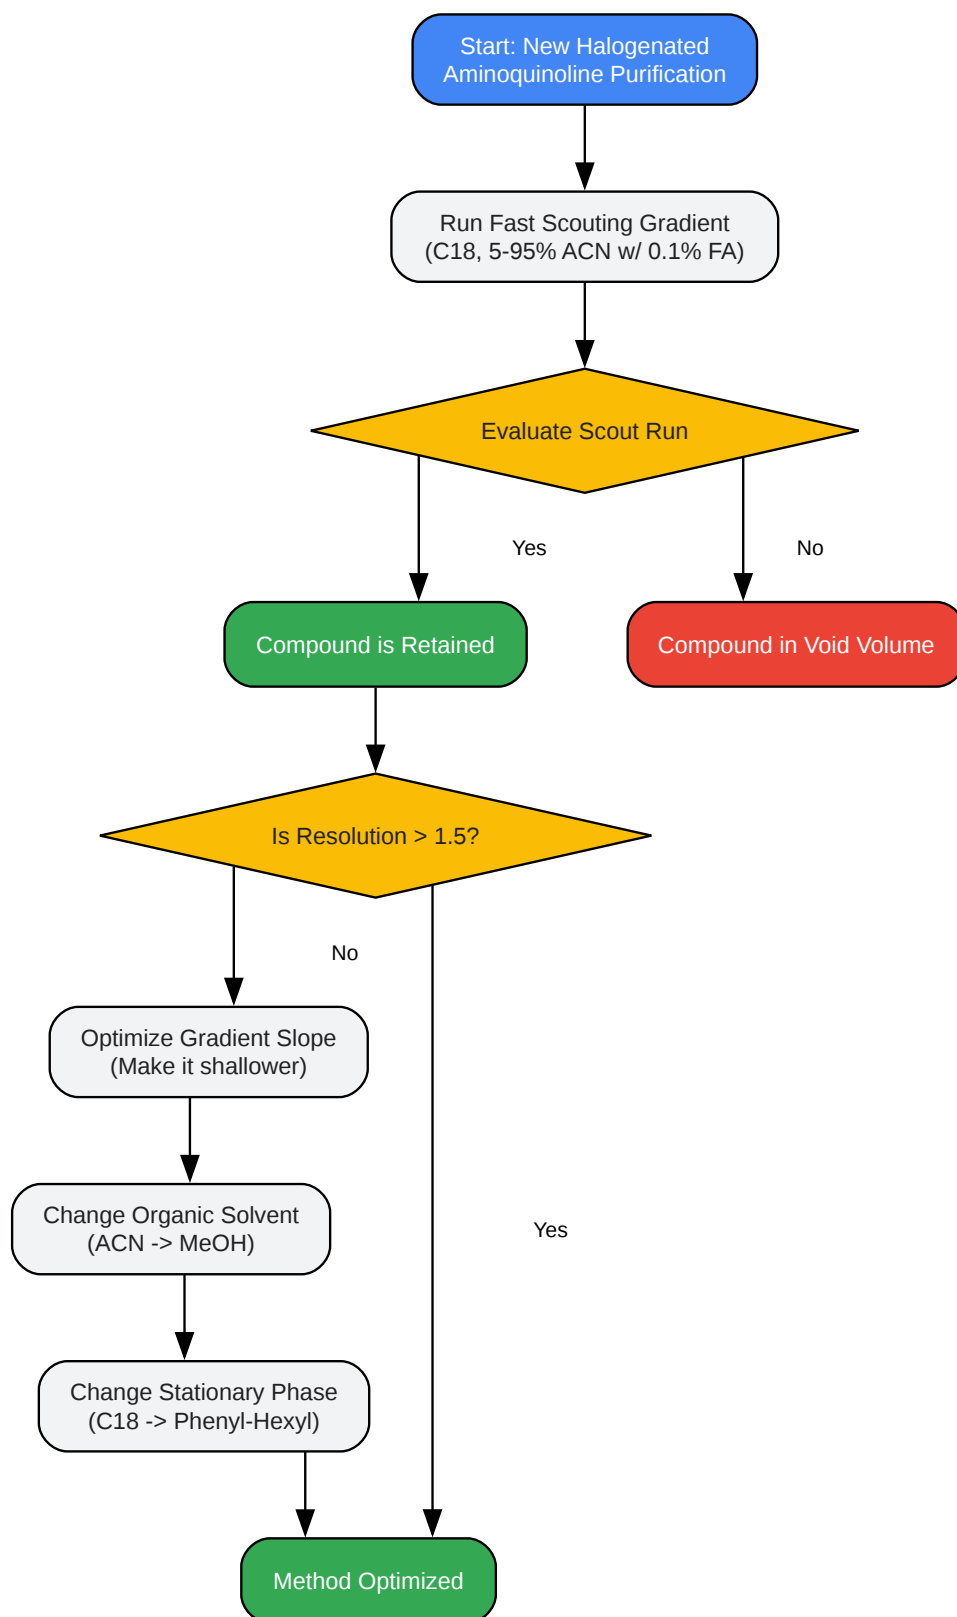 Start: New Halogenated
Aminoquinoline Purification
Run Fast Scouting Gradient
(C18, 5-95% ACN w/ 0.1% FA)
Evaluate Scout Run
Yes
No
Compound is Retained
Compound in Void Volume
Is Resolution > 1.5?
No
Optimize Gradient Slope
(Make it shallower)
Change Organic Solvent
(ACN -> MeOH)
Yes
Change Stationary Phase
(C18 -> Phenyl-Hexyl)
Method Optimized